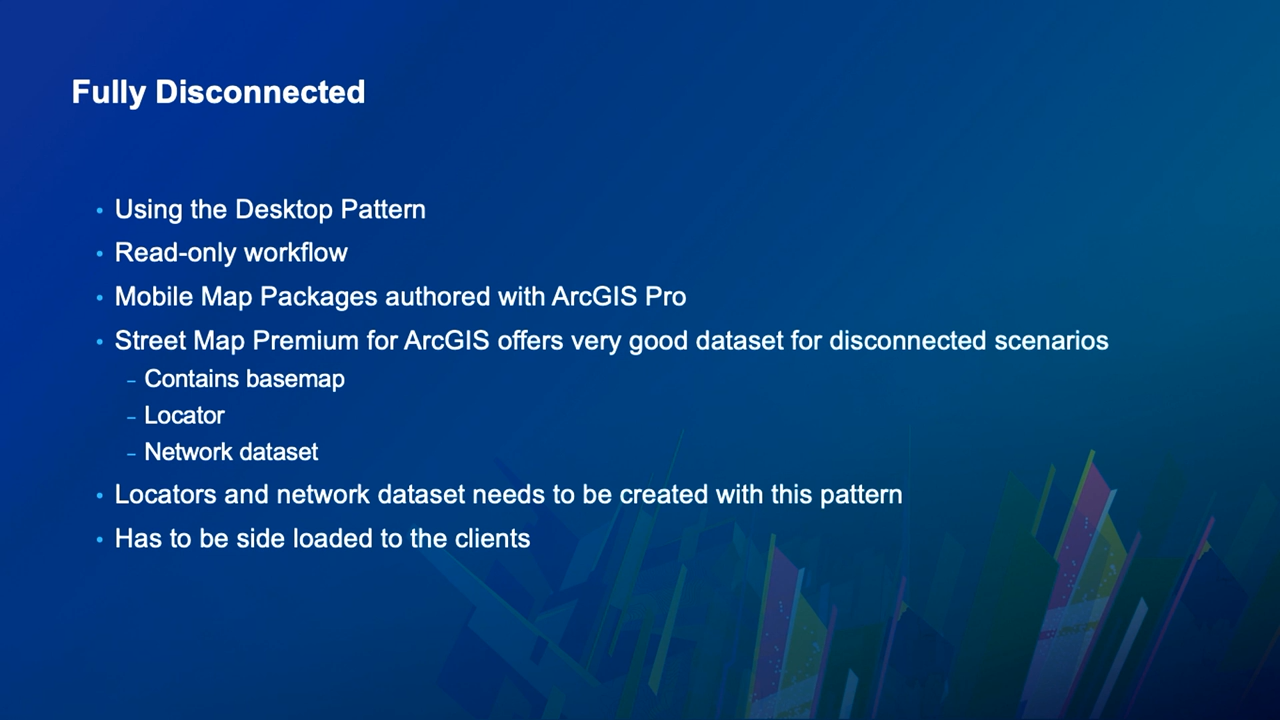 Fully Disconnected
• Using the Desktop Pattern
• Read-only workflow
• Mobile Map Packages authored with ArcGIS Pro
• Street Map Premium for ArcGIS offers very good dataset for disconnected scenarios
– Contains basemap
– Locator
– Network dataset
• Locators and network dataset needs to be created with this pattern
• Has to be side loaded to the clients